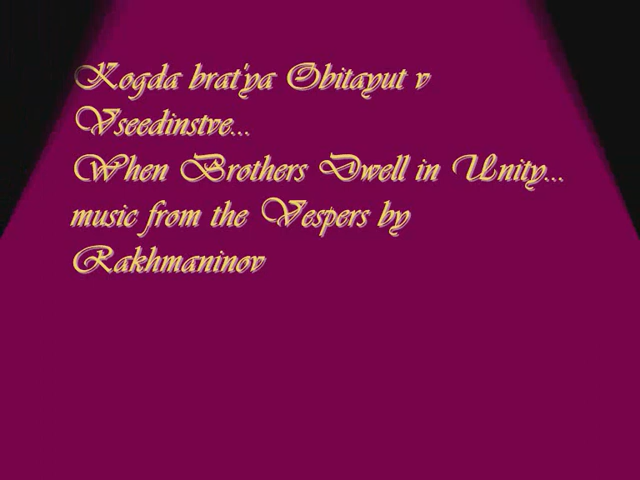 Kogda brat'ya Obitayut v
Vseedinstve...
When Brothers Dwell in Unity...
music from the Vespers by
Rakhmaninov